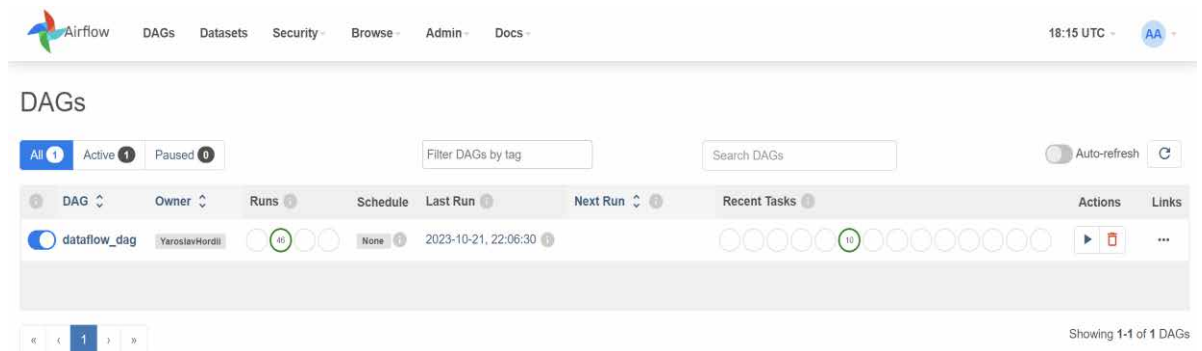 Airflow DAGs Datasets Security Browse Admin Docs 18:15 UTC AA
DAGs
All 1 Active 1 Paused 0 Filter DAGs by tag Search DAGs Auto-refresh
DAG Owner Runs Schedule Last Run Next Run Recent Tasks Actions Links
dataflow_dag YaroslavHordii 46 None 2023-10-21, 22:06:30 10 ...
« ‹ 1 › » Showing 1-1 of 1 DAGs